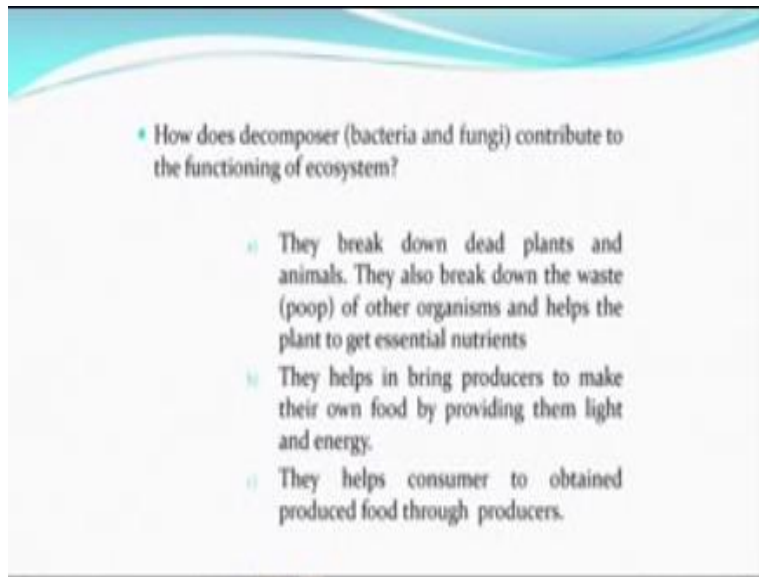 • How does decomposer (bacteria and fungi) contribute to
the functioning of ecosystem?
a) They break down dead plants and
animals. They also break down the waste
(poop) of other organisms and helps the
plant to get essential nutrients
b) They helps in bring producers to make
their own food by providing them light
and energy.
c) They helps consumer to obtained
produced food through producers.